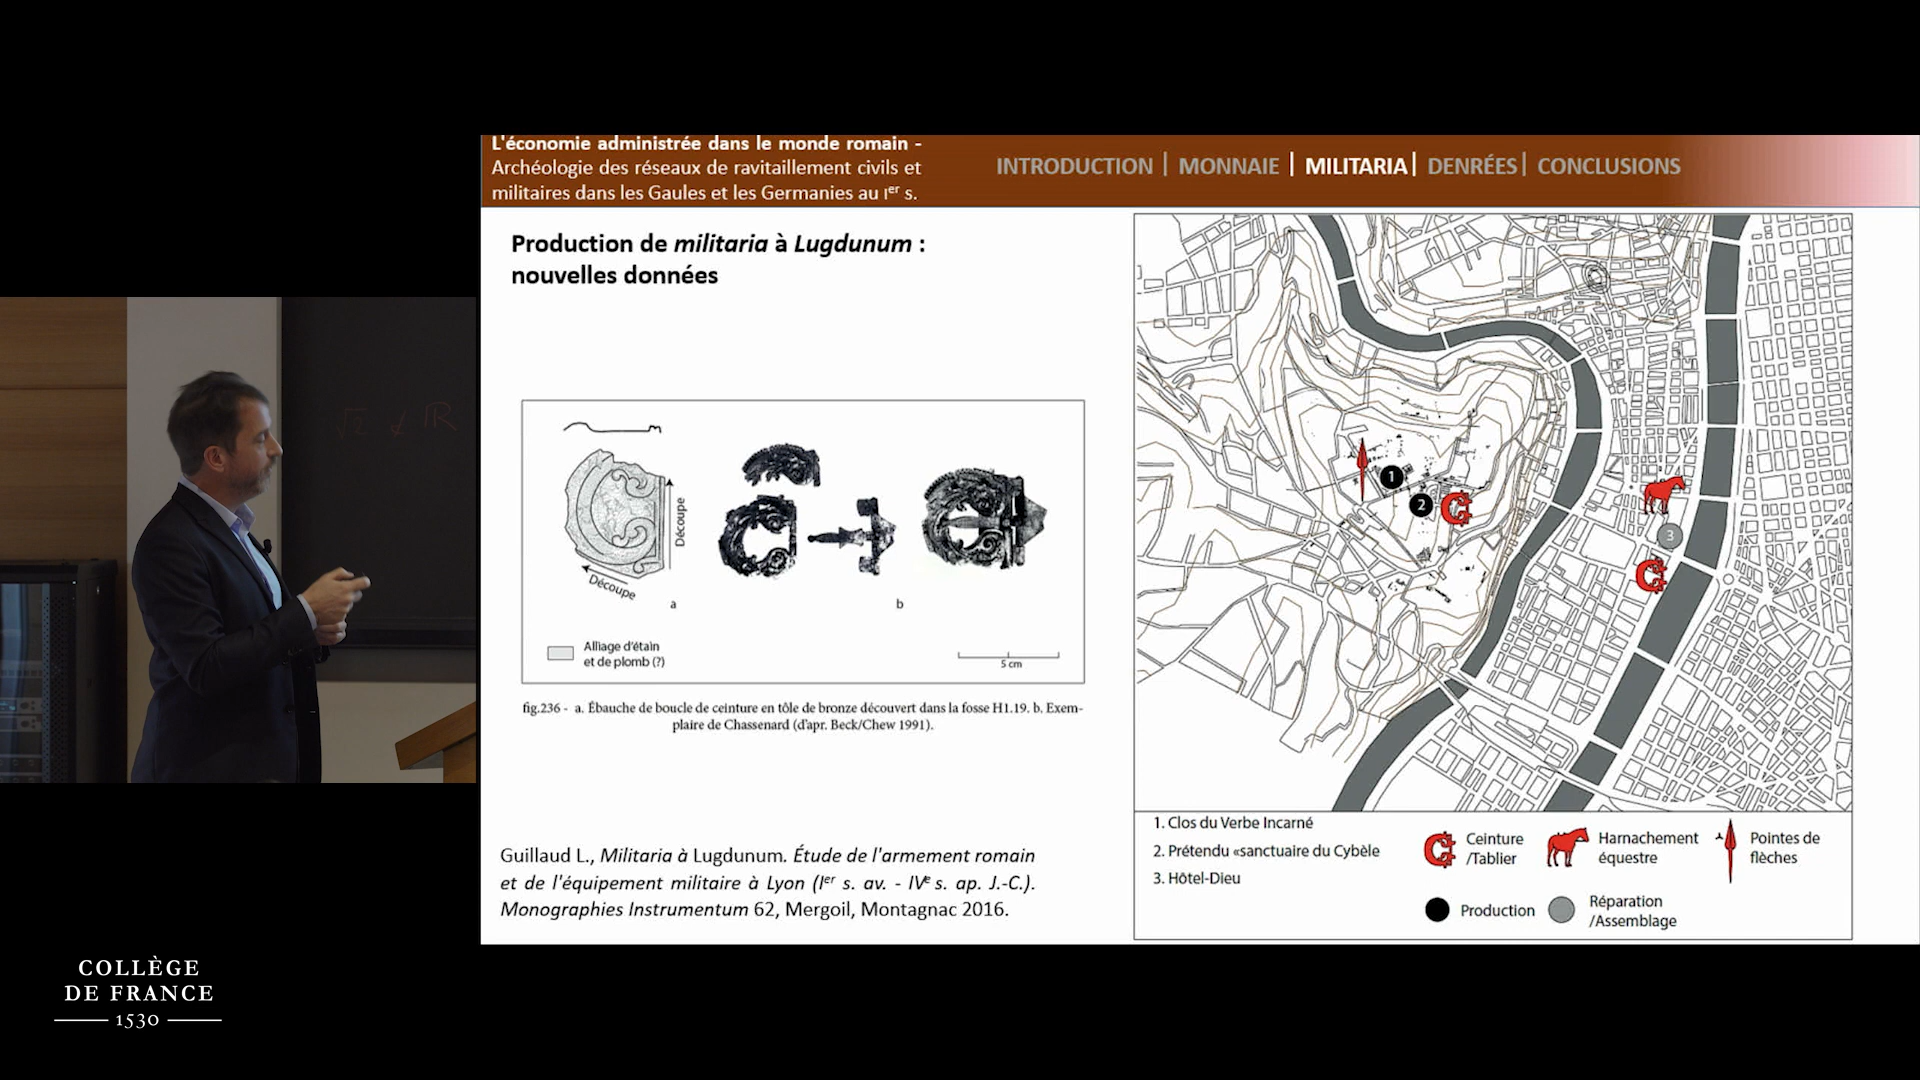 L'économie administrée dans le monde romain -
Archéologie des réseaux de ravitaillement civils et
militaires dans les Gaules et les Germanies au Ier s.
INTRODUCTION | MONNAIE | MILITARIA | DENRÉES | CONCLUSIONS
Production de militaria à Lugdunum :
nouvelles données
Découpe
Découpe
a
b
Alliage d'étain
et de plomb (?)
5 cm
fig.236 - a. Ébauche de boucle de ceinture en tôle de bronze découvert dans la fosse H1.19. b. Exem-
plaire de Chassenard (d'apr. Beck/Chew 1991).
Guillaud L., Militaria à Lugdunum. Étude de l'armement romain
et de l'équipement militaire à Lyon (Ier s. av. - IVe s. ap. J.-C.).
Monographies Instrumentum 62, Mergoil, Montagnac 2016.
1
2
3
1. Clos du Verbe Incarné
2. Prétendu «sanctuaire du Cybèle
3. Hôtel-Dieu
Ceinture
/Tablier
Harnachement
équestre
Pointes de
flèches
Production
Réparation
/Assemblage
√2 ∉ ℝ
COLLÈGE
DE FRANCE
1530